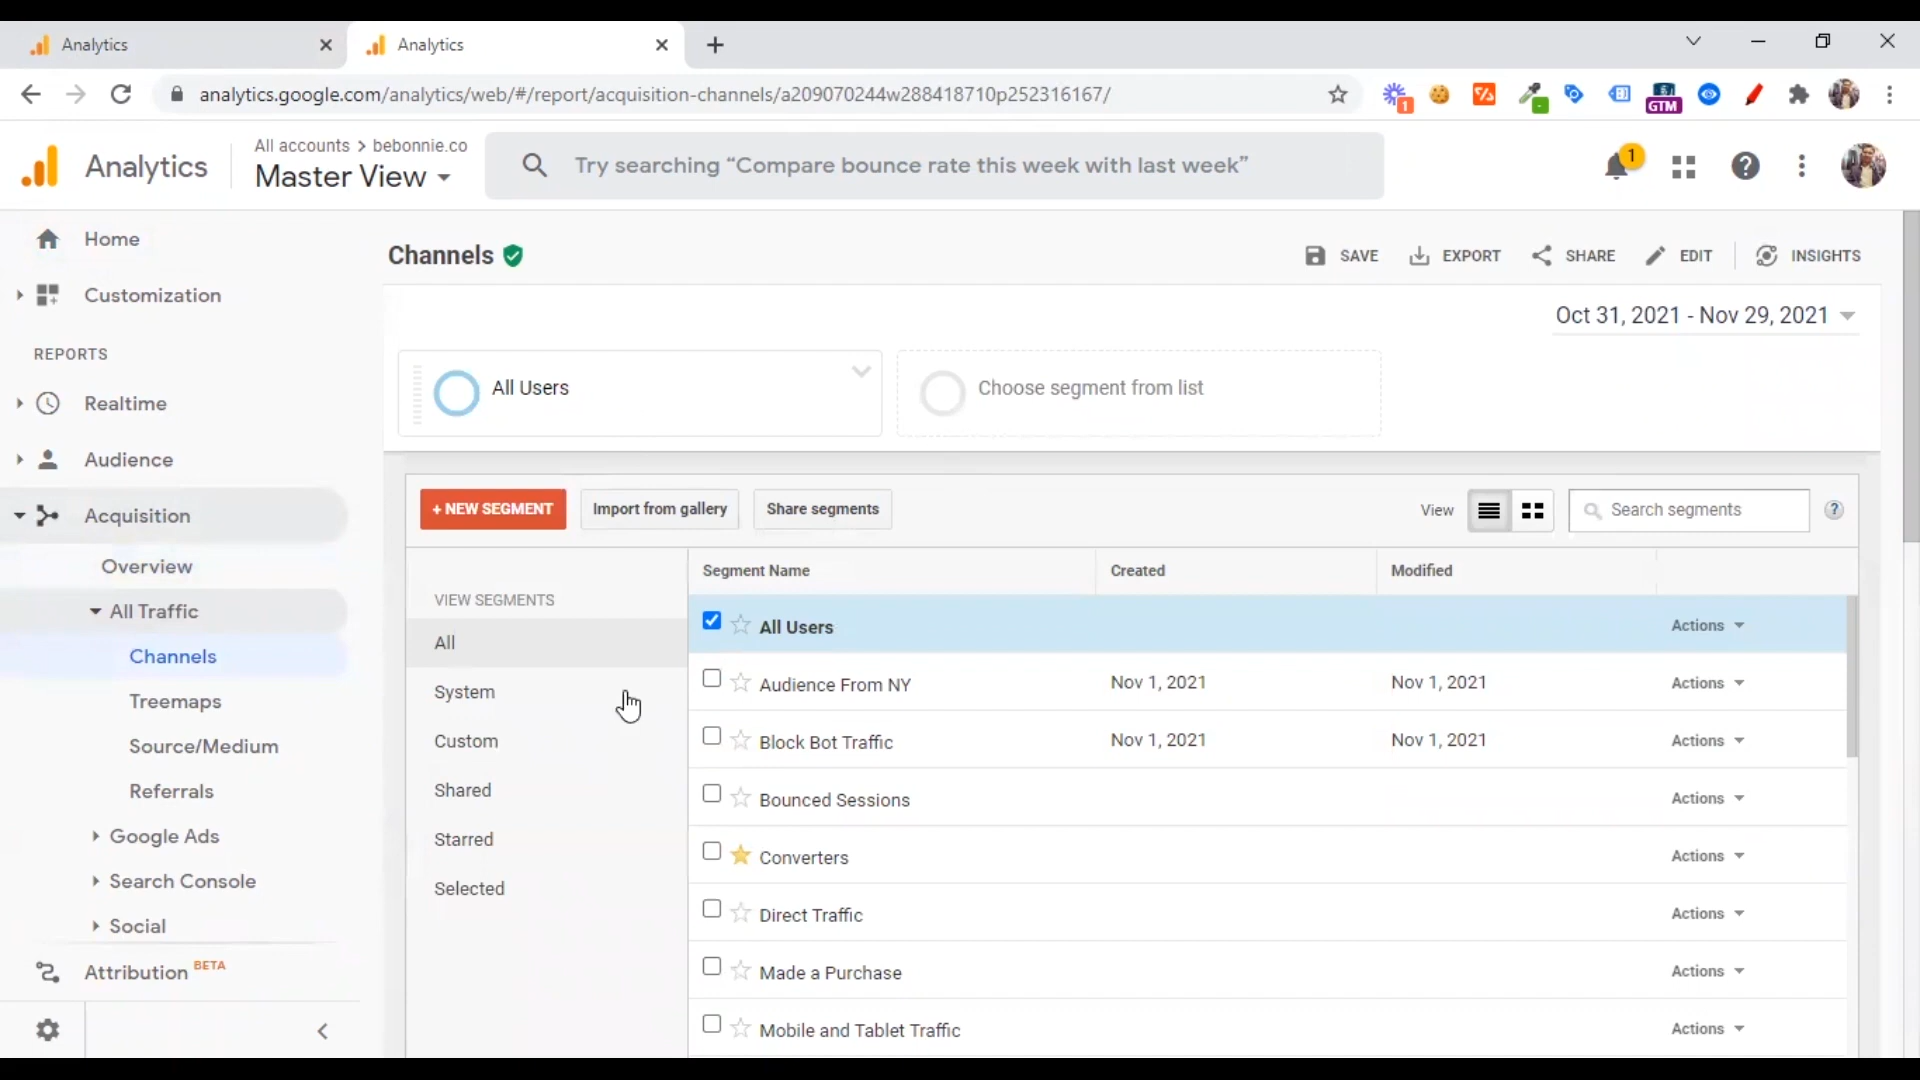 Analytics
Analytics
analytics.google.com/analytics/web/#/report/acquisition-channels/a209070244w288418710p252316167/
1
GTM
Analytics
All accounts > bebonnie.co
Master View
Try searching “Compare bounce rate this week with last week”
1
Home
Customization
REPORTS
Realtime
Audience
Acquisition
Overview
All Traffic
Channels
Treemaps
Source/Medium
Referrals
Google Ads
Search Console
Social
Attribution BETA
Channels
SAVE
EXPORT
SHARE
EDIT
INSIGHTS
Oct 31, 2021 - Nov 29, 2021
All Users
Choose segment from list
+ NEW SEGMENT
Import from gallery
Share segments
View
Search segments
?
VIEW SEGMENTS
All
System
Custom
Shared
Starred
Selected
Segment Name Created Modified
All Users Actions
Audience From NY Nov 1, 2021 Nov 1, 2021 Actions
Block Bot Traffic Nov 1, 2021 Nov 1, 2021 Actions
Bounced Sessions Actions
Converters Actions
Direct Traffic Actions
Made a Purchase Actions
Mobile and Tablet Traffic Actions